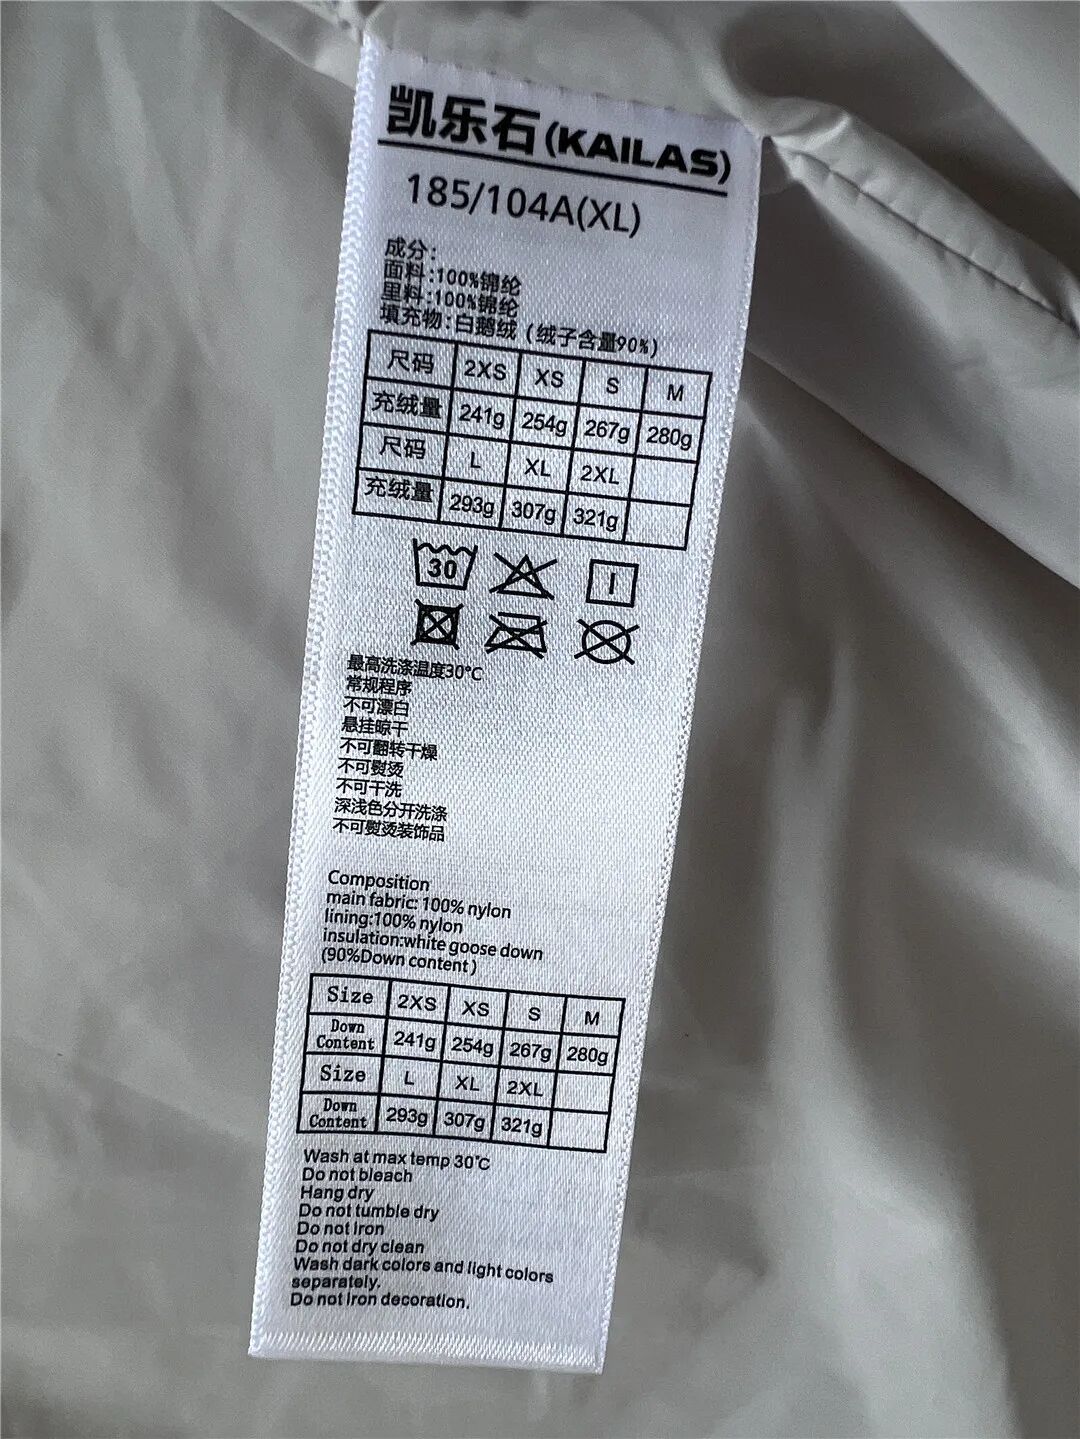 凯乐石(KAILAS)
185/104A(XL)
成分:
面料:100%锦纶
里料:100%锦纶
填充物:白鹅绒(绒子含量90%)
尺码 2XS XS S M
充绒量 241g 254g 267g 280g
尺码 L XL 2XL
充绒量 293g 307g 321g
30
最高洗涤温度30℃
常规程序
不可漂白
悬挂晾干
不可翻转干燥
不可熨烫
不可干洗
深浅色分开洗涤
不可熨烫装饰品
Composition
main fabric: 100% nylon
lining:100% nylon
insulation:white goose down
(90%Down content)
Size 2XS XS S M
Down Content 241g 254g 267g 280g
Size L XL 2XL
Down Content 293g 307g 321g
Wash at max temp 30℃
Do not bleach
Hang dry
Do not tumble dry
Do not Iron
Do not dry clean
Wash dark colors and light colors
separately.
Do not Iron decoration.